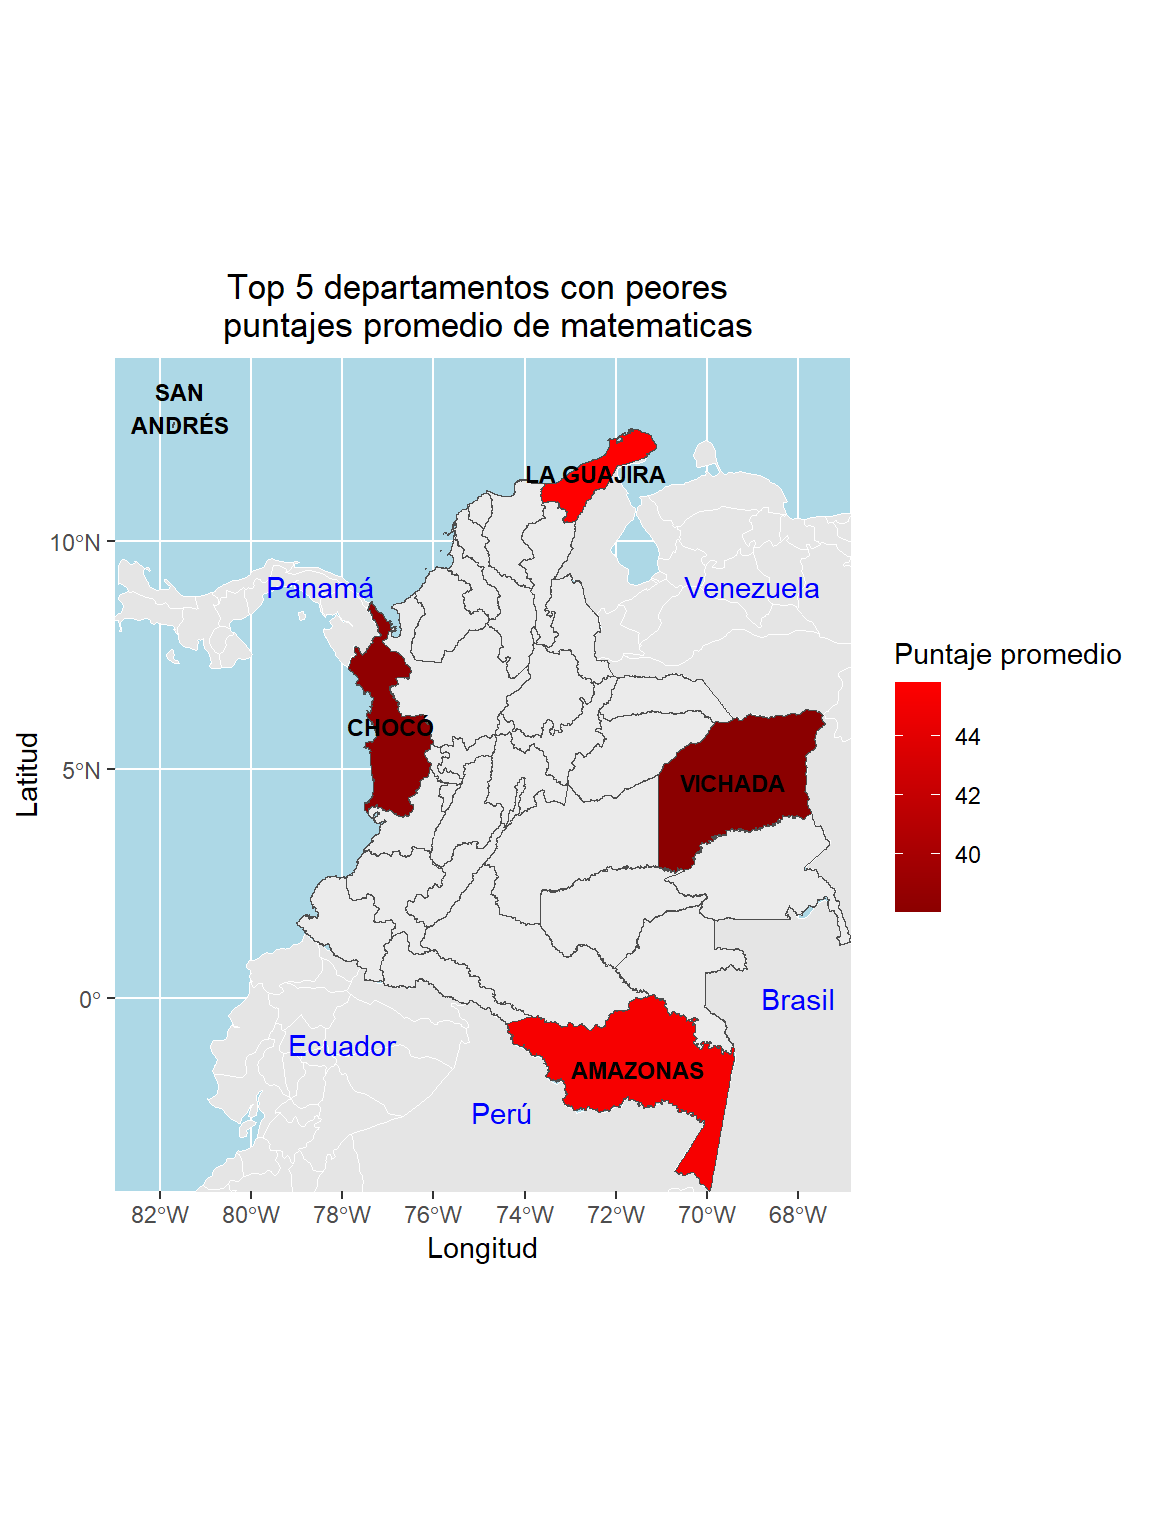 Top 5 departamentos con peores
puntajes promedio de matematicas
SAN
ANDRÉS
LA GUAJIRA
10°N
Panamá
Venezuela
Puntaje promedio
CHOCÓ
44
Latitud
5°N
VICHADA
42
40
0°
Brasil
Ecuador
AMAZONAS
Perú
82°W 80°W 78°W 76°W 74°W 72°W 70°W 68°W
Longitud